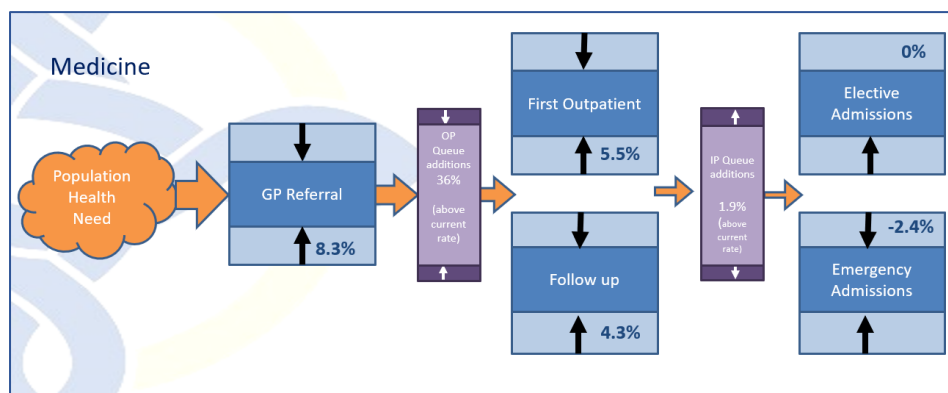 Medicine
Population
Health
Need
GP Referral
8.3%
OP
Queue
additions
36%
(above
current
rate)
First Outpatient
5.5%
Follow up
4.3%
IP Queue
additions
1.9%
(above
current
rate)
0%
Elective
Admissions
-2.4%
Emergency
Admissions